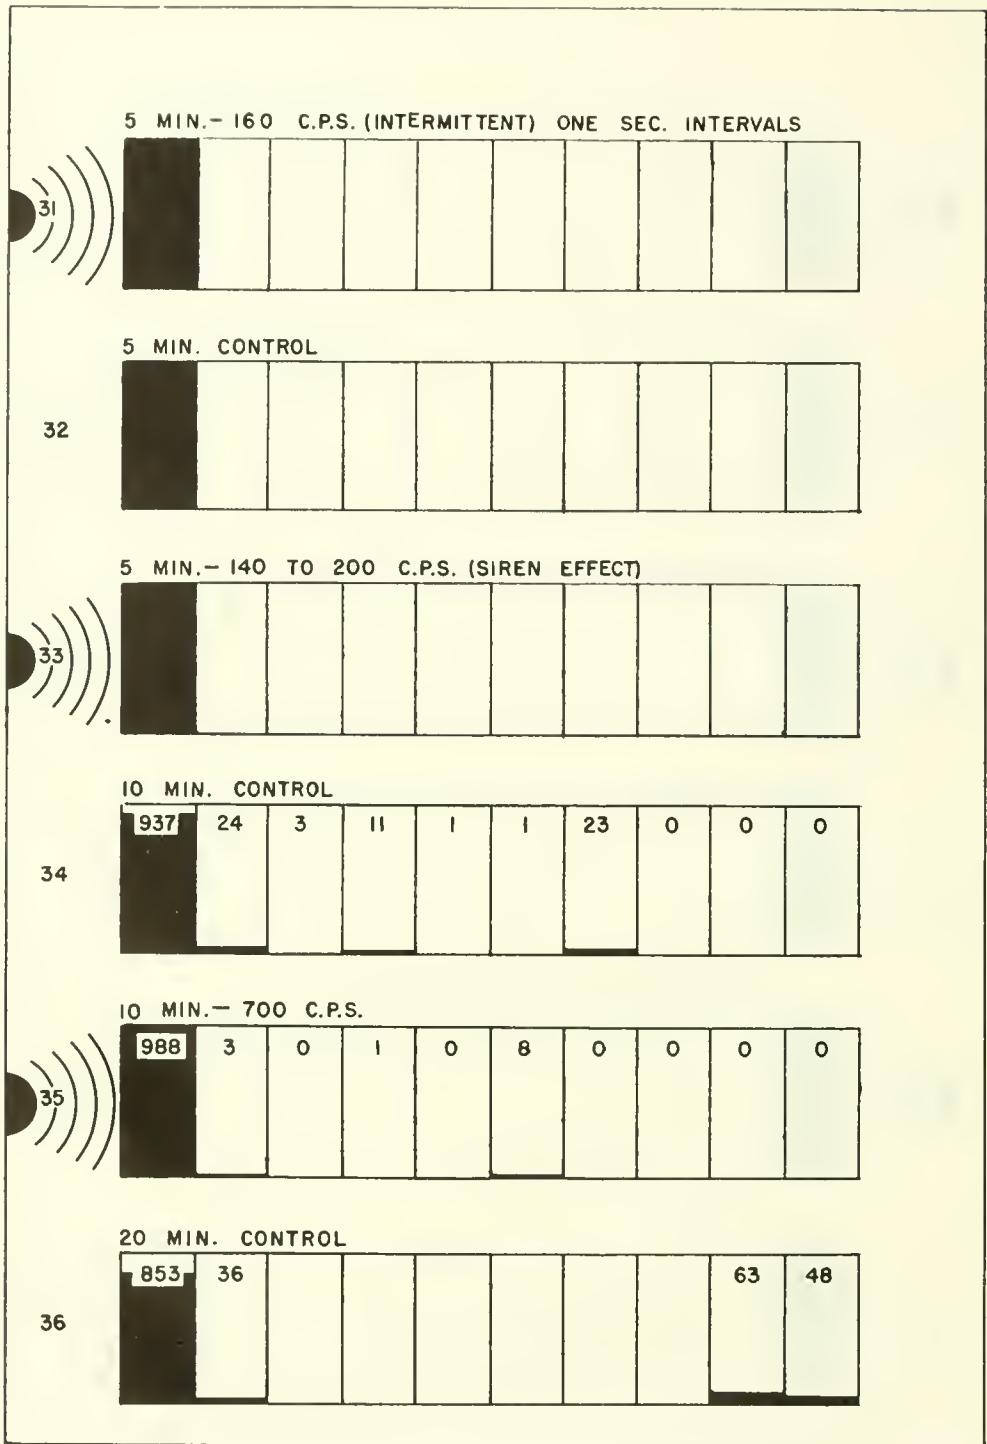 5 MIN.- 160 C.P.S. (INTERMITTENT) ONE SEC. INTERVALS
31
5 MIN. CONTROL
32
5 MIN.- 140 TO 200 C.P.S. (SIREN EFFECT)
33
10 MIN. CONTROL
937 24 3 11 1 1 23 0 0 0
34
10 MIN.- 700 C.P.S.
988 3 0 1 0 8 0 0 0 0
35
20 MIN. CONTROL
853 36 63 48
36